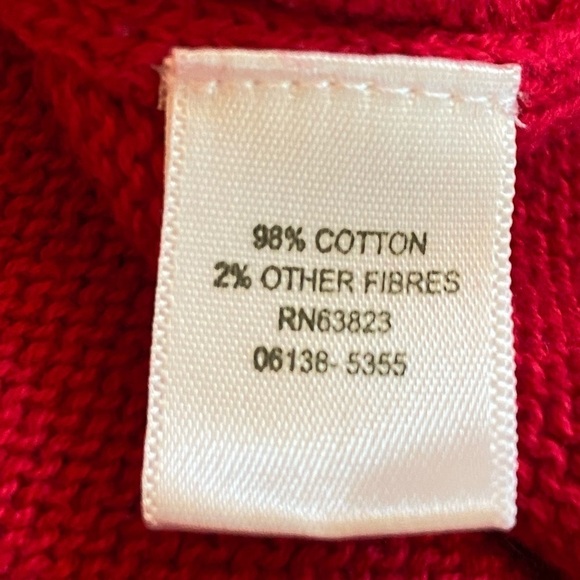 98% COTTON
2% OTHER FIBRES
RN63823
06138-5355